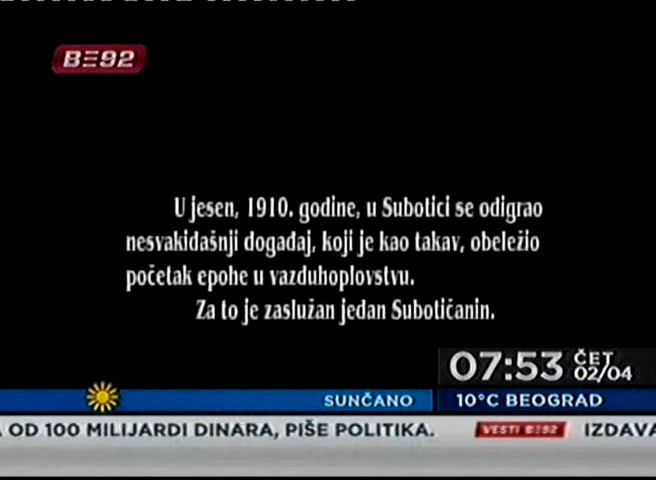 B92
U jesen, 1910. godine, u Subotici se odigrao
nesvakidašnji događaj, koji je kao takav, obeležio
početak epohe u vazduhoplovstvu.
Za to je zaslužan jedan Subotičanin.
07:53 ČET 02/04
SUNČANO 10°C BEOGRAD
OD 100 MILIJARDI DINARA, PIŠE POLITIKA. VESTI B92 IZDAVA